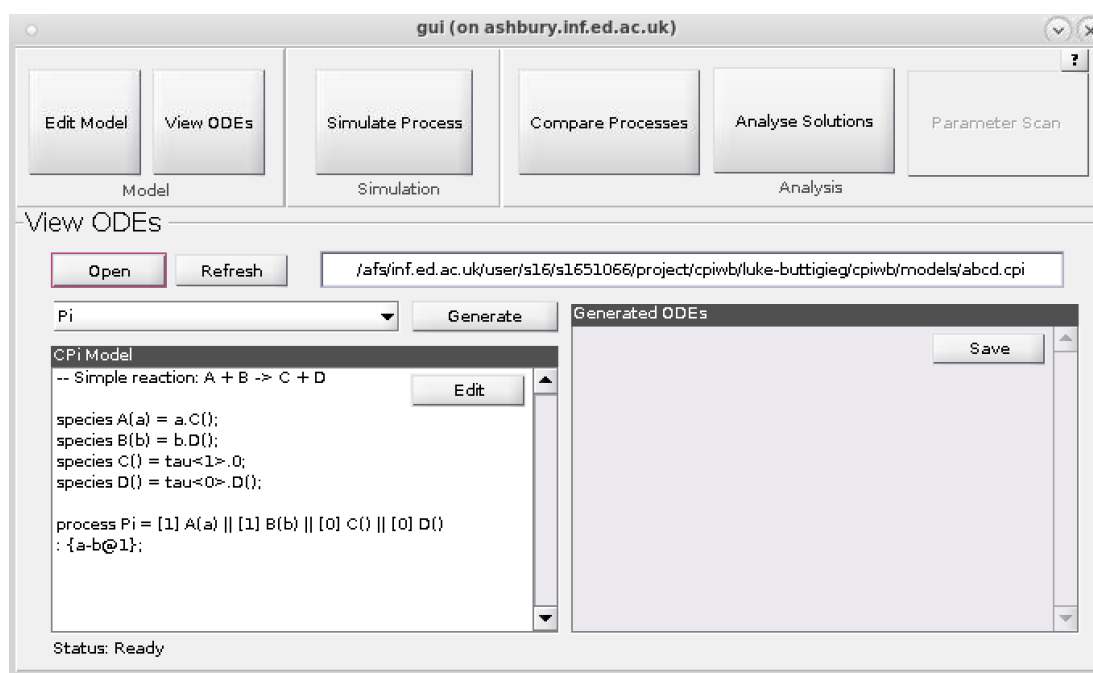 gui (on ashbury.inf.ed.ac.uk)
?
Edit Model
View ODEs
Simulate Process
Compare Processes
Analyse Solutions
Parameter Scan
Model
Simulation
Analysis
View ODEs
Open
Refresh
/afs/inf.ed.ac.uk/user/s16/s1651066/project/cpiwb/luke-buttigieg/cpiwb/models/abcd.cpi
Pi
Generate
Generated ODEs
Save
CPi Model
Edit
-- Simple reaction: A + B -> C + D
species A(a) = a.C();
species B(b) = b.D();
species C() = tau<1>.0;
species D() = tau<0>.D();
process Pi = [1] A(a) || [1] B(b) || [0] C() || [0] D()
: {a-b@1};
Status: Ready